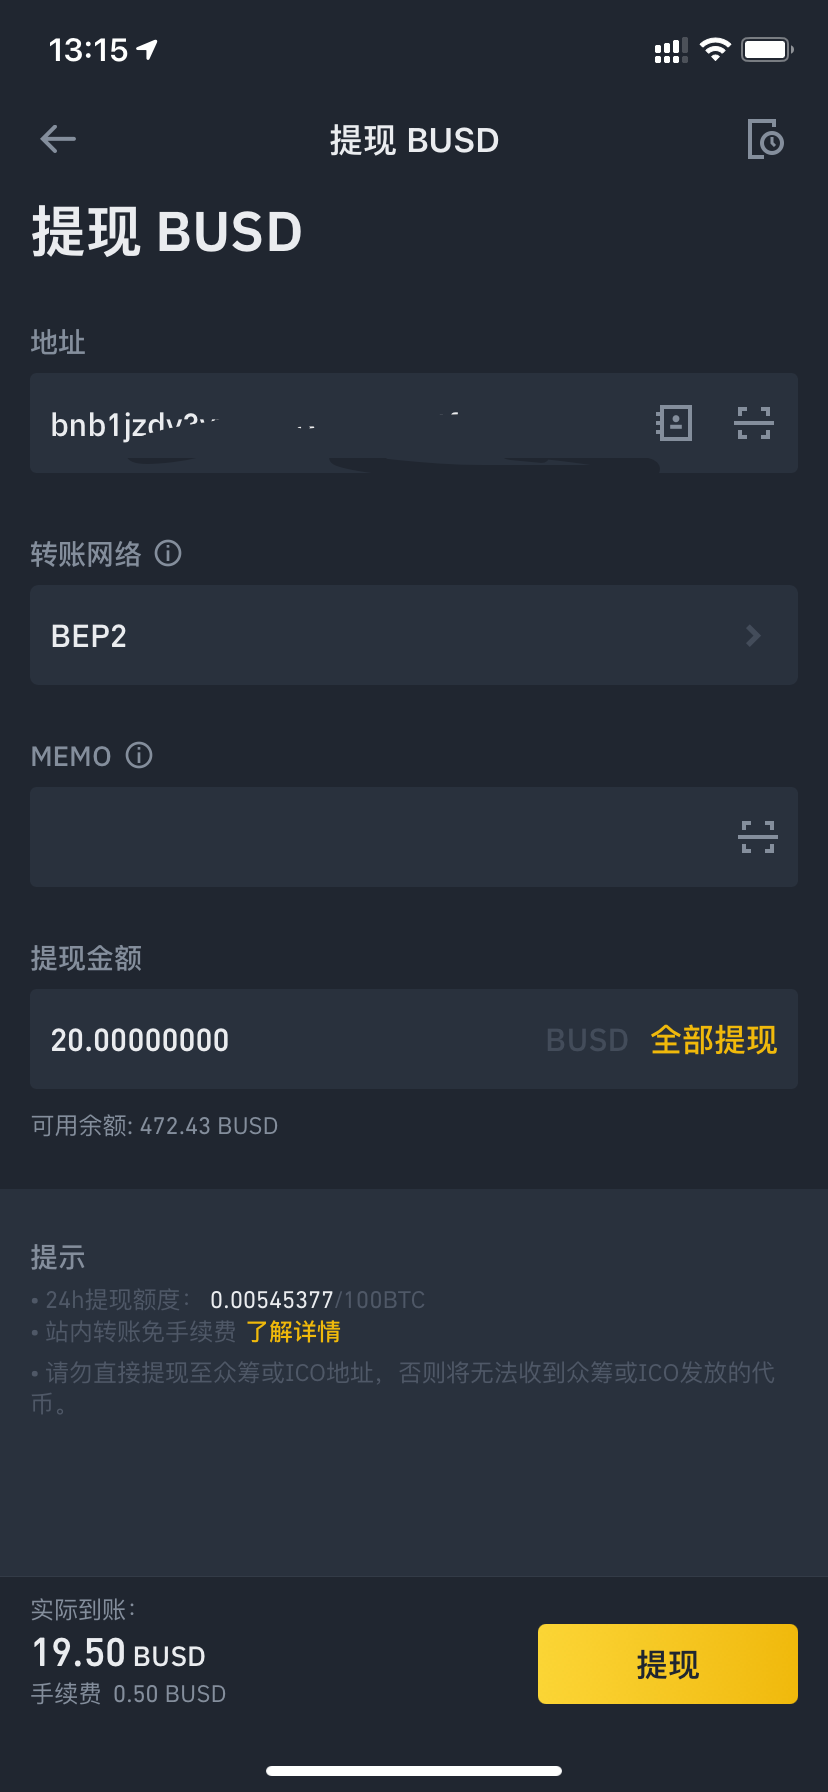 13:15
提现 BUSD
提现 BUSD
地址
转账网络
BEP2
MEMO
提现金额
20.00000000 BUSD 全部提现
可用余额: 472.43 BUSD
提示
• 24h提现额度： 0.00545377/100BTC
• 站内转账免手续费 了解详情
• 请勿直接提现至众筹或ICO地址，否则将无法收到众筹或ICO发放的代
币。
实际到账：
19.50 BUSD
手续费 0.50 BUSD
提现